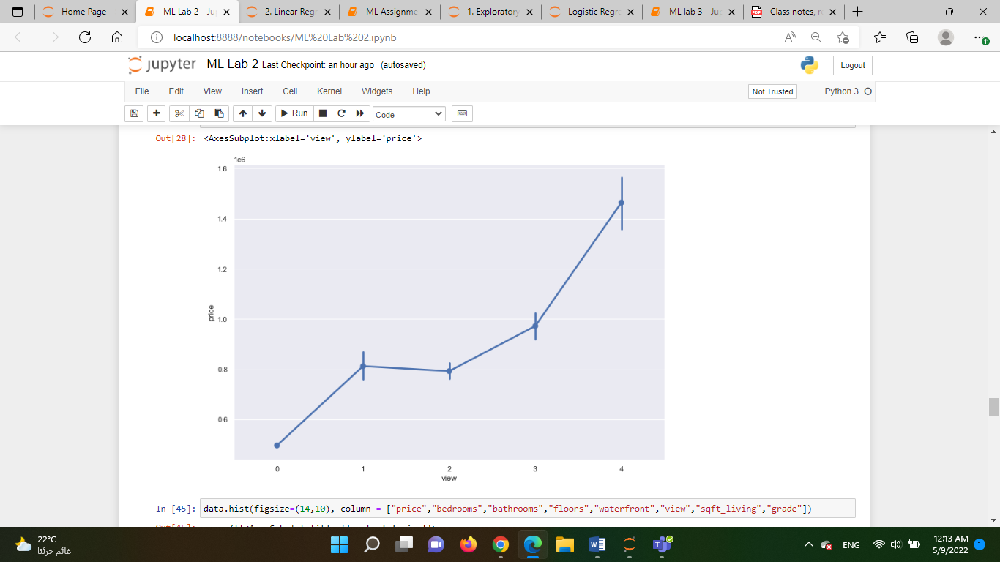 Home Page -
ML Lab 2 - Ju
2. Linear Regr
ML Assignme
1. Exploratory
Logistic Regre
ML lab 3 - Jup
PDF
Class notes, r
localhost:8888/notebooks/ML%20Lab%202.ipynb
jupyter ML Lab 2 Last Checkpoint: an hour ago (autosaved)
Logout
File Edit View Insert Cell Kernel Widgets Help
Not Trusted
Python 3
Run
Code
Out[28]: <AxesSubplot:xlabel='view', ylabel='price'>
1e6
1.6
1.4
1.2
1.0
0.8
0.6
price
0 1 2 3 4
view
In [45]: data.hist(figsize=(14,10), column = ["price","bedrooms","bathrooms","floors","waterfront","view","sqft_living","grade"])
22°C
غائم جزئيًا
ENG
12:13 AM
5/9/2022
1